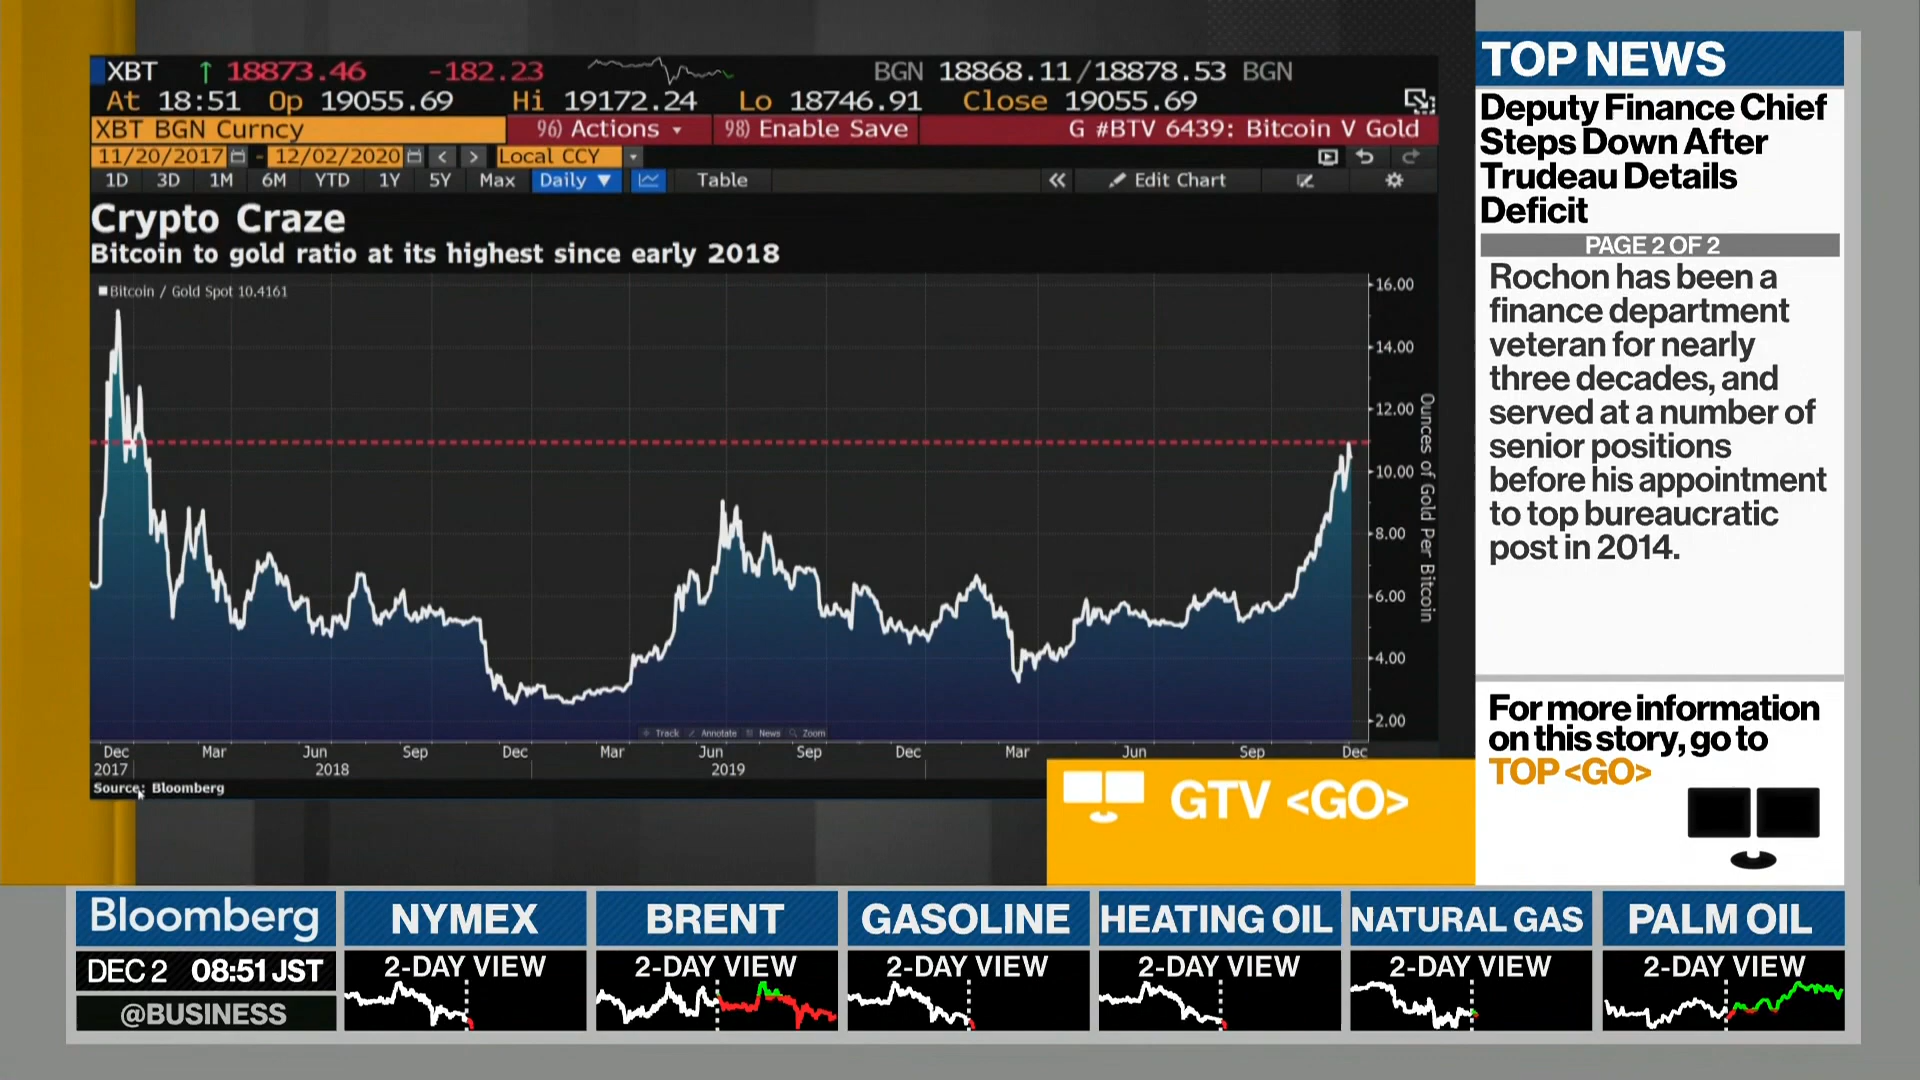 XBT ↑ 18873.46 -182.23 BGN 18868.11/18878.53 BGN
At 18:51 Op 19055.69 Hi 19172.24 Lo 18746.91 Close 19055.69
XBT BGN Curncy 96) Actions 98) Enable Save G #BTV 6439: Bitcoin V Gold
11/20/2017 - 12/02/2020 < > Local CCY
1D 3D 1M 6M YTD 1Y 5Y Max Daily ▼ Table « Edit Chart
Crypto Craze
Bitcoin to gold ratio at its highest since early 2018
Bitcoin / Gold Spot 10.4161
16.00
14.00
12.00
10.00
8.00
6.00
4.00
2.00
Ounces of Gold Per Bitcoin
Track Annotate News Zoom
Dec Mar Jun Sep Dec Mar Jun Sep Dec Mar Jun Sep Dec
2017 2018 2019
Source: Bloomberg
GTV <GO>
TOP NEWS
Deputy Finance Chief
Steps Down After
Trudeau Details
Deficit
PAGE 2 OF 2
Rochon has been a
finance department
veteran for nearly
three decades, and
served at a number of
senior positions
before his appointment
to top bureaucratic
post in 2014.
For more information
on this story, go to
TOP <GO>
Bloomberg
DEC 2 08:51 JST
@BUSINESS
NYMEX
2-DAY VIEW
BRENT
2-DAY VIEW
GASOLINE
2-DAY VIEW
HEATING OIL
2-DAY VIEW
NATURAL GAS
2-DAY VIEW
PALM OIL
2-DAY VIEW